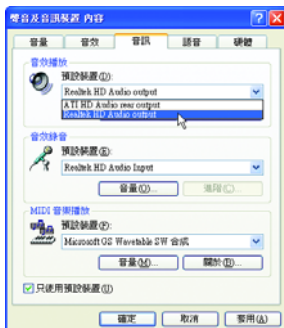 聲音及音訊裝置 內容
音量 音效 音訊 語音 硬體
音效播放
預設裝置(D):
Realtek HD Audio output
ATI HD Audio rear output
Realtek HD Audio output
音效錄音
預設裝置(E):
Realtek HD Audio Input
音量(O)... 進階(C)...
MIDI 音樂播放
預設裝置(F):
Microsoft GS Wavetable SW 合成
音量(M)... 關於(B)...
只使用預設裝置(U)
確定 取消 套用(A)